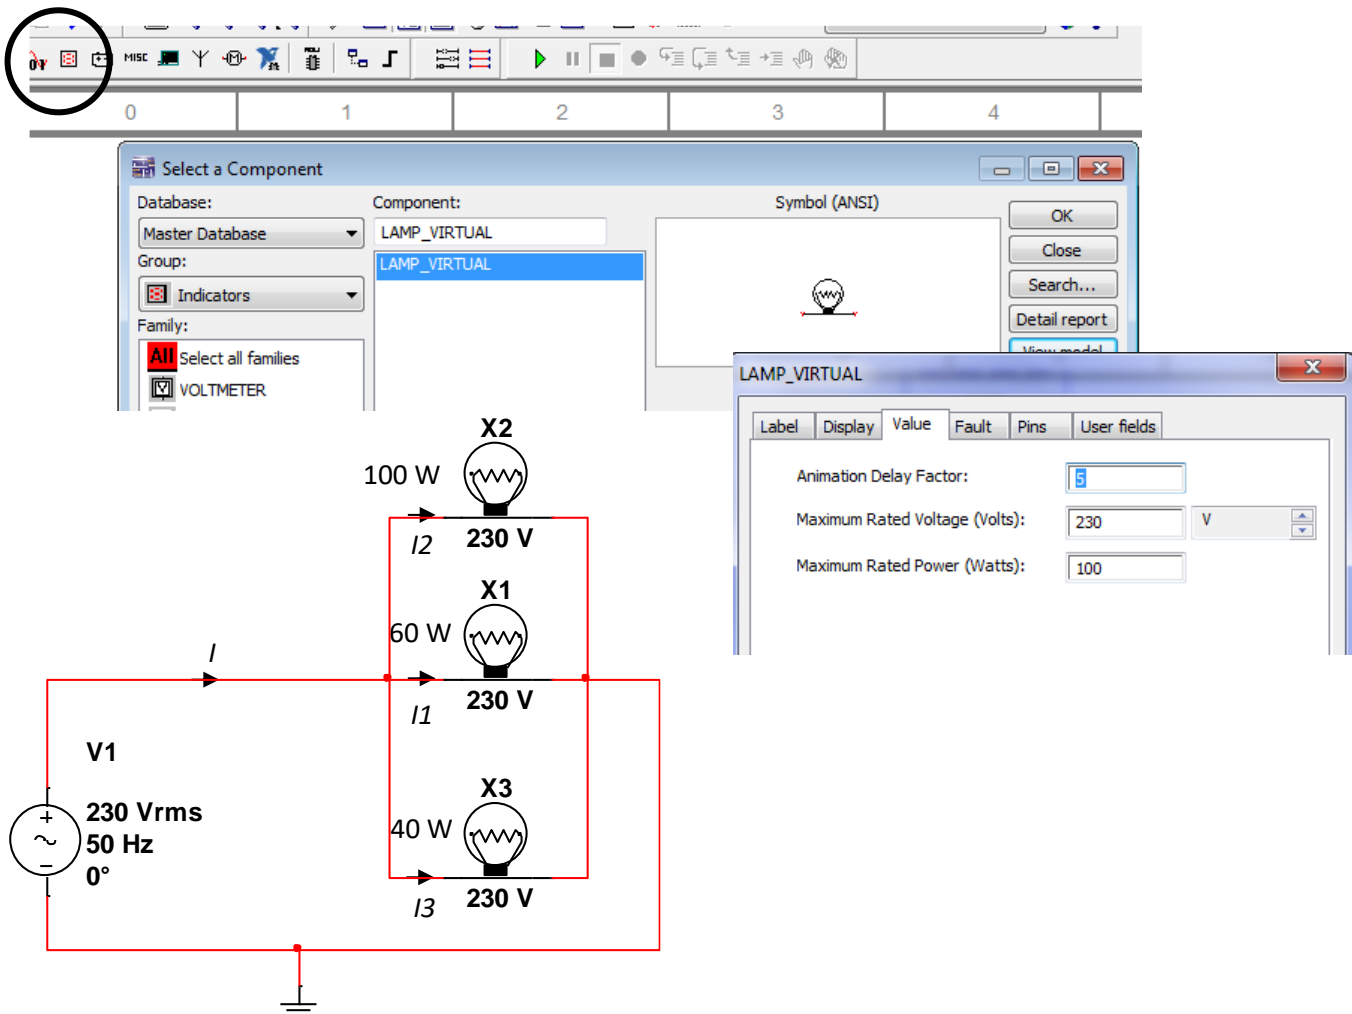 MISC
0 1 2 3 4
Select a Component
Database:
Master Database
Group:
Indicators
Family:
All Select all families
VOLTMETER
Component:
LAMP_VIRTUAL
LAMP_VIRTUAL
Symbol (ANSI)
OK
Close
Search...
Detail report
View model
LAMP_VIRTUAL
Label Display Value Fault Pins User fields
Animation Delay Factor: 5
Maximum Rated Voltage (Volts): 230 V
Maximum Rated Power (Watts): 100
X2
100 W
I2
230 V
X1
60 W
I
I1
230 V
V1
X3
230 Vrms
40 W
50 Hz
0°
I3
230 V